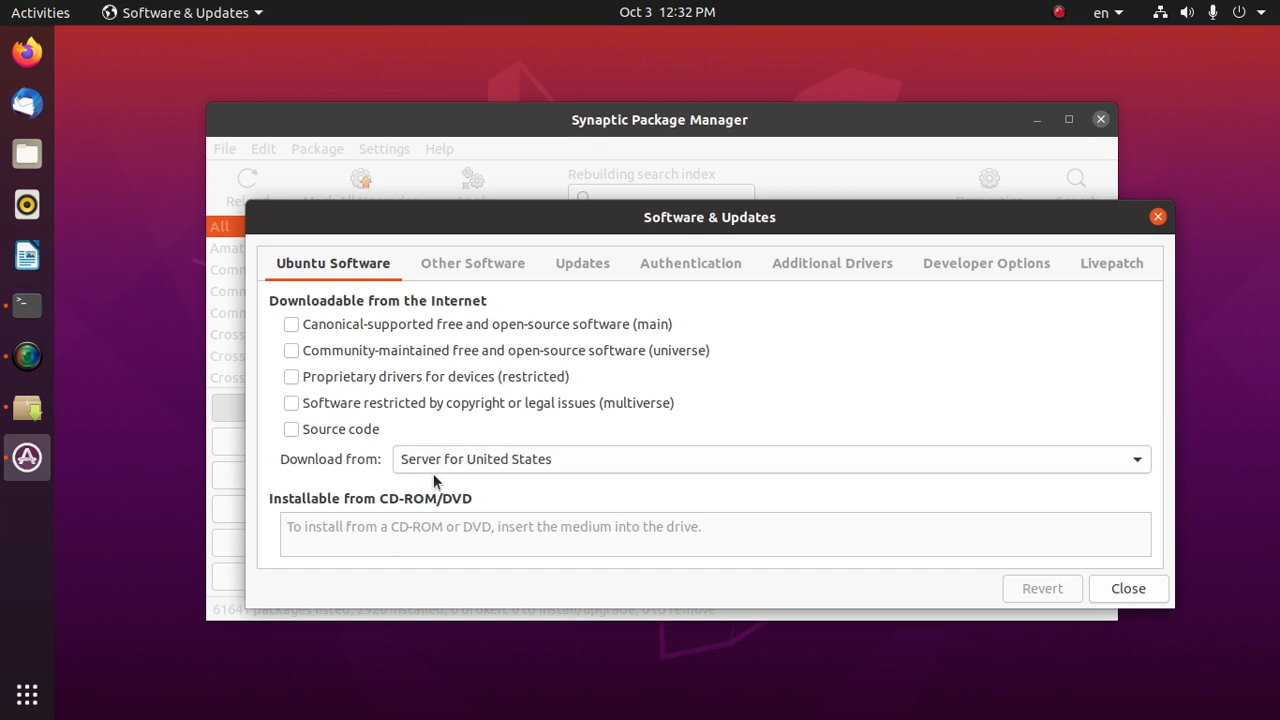 Activities
Software & Updates
Oct 3 12:32 PM
en
Synaptic Package Manager
File Edit Package Settings Help
Rebuilding search index
All
Software & Updates
Ubuntu Software
Other Software
Updates
Authentication
Additional Drivers
Developer Options
Livepatch
Downloadable from the Internet
Canonical-supported free and open-source software (main)
Community-maintained free and open-source software (universe)
Proprietary drivers for devices (restricted)
Software restricted by copyright or legal issues (multiverse)
Source code
Download from: Server for United States
Installable from CD-ROM/DVD
To install from a CD-ROM or DVD, insert the medium into the drive.
Revert
Close